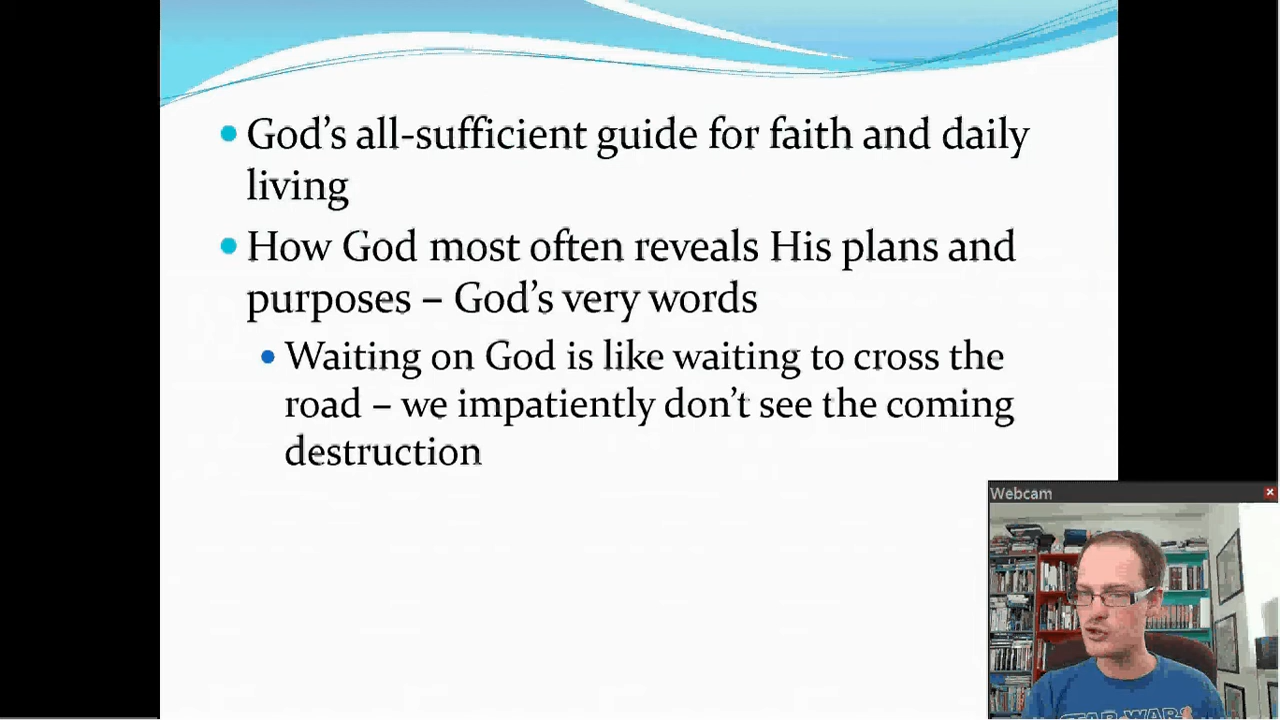 God’s all-sufficient guide for faith and daily
living
How God most often reveals His plans and
purposes – God’s very words
Waiting on God is like waiting to cross the
road – we impatiently don’t see the coming
destruction
Webcam
STAR WARS